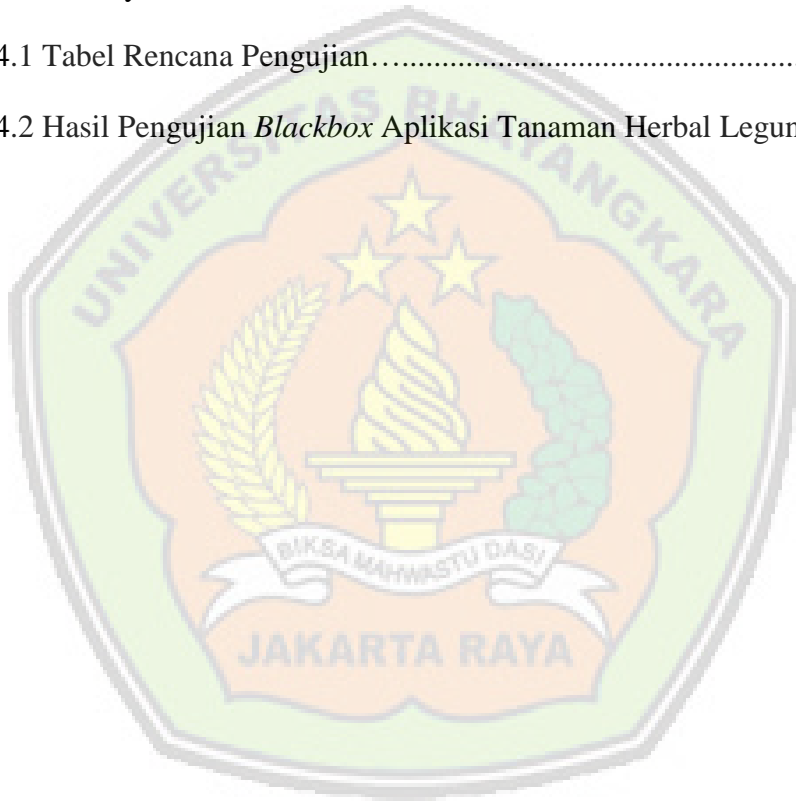 4.1 Tabel Rencana Pengujian…...............................................
4.2 Hasil Pengujian Blackbox Aplikasi Tanaman Herbal
UNIVERSITAS BHAYANGKARA
BIKSA MAHWASTU DASI
JAKARTA RAYA